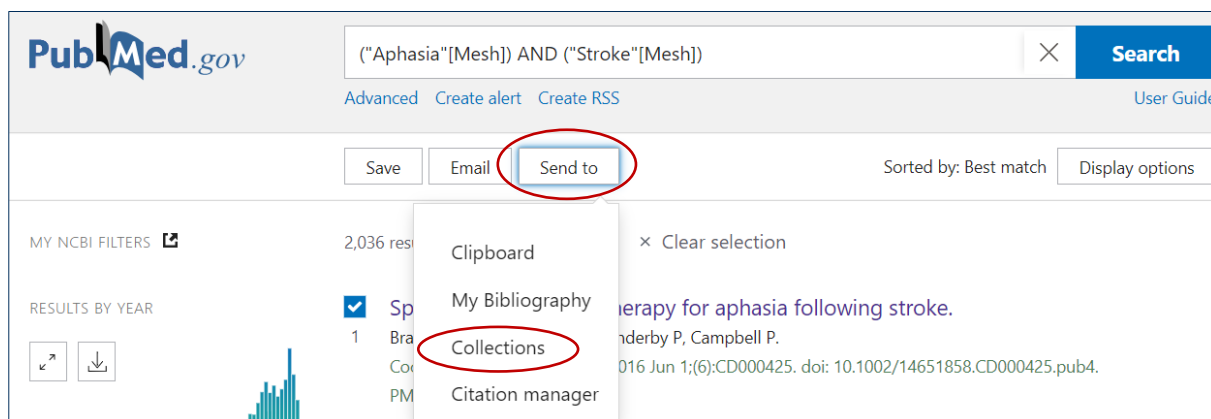 PubMed.gov
("Aphasia"[Mesh]) AND ("Stroke"[Mesh])
Search
Advanced Create alert Create RSS
User Guide
Save Email Send to
Sorted by: Best match Display options
MY NCBI FILTERS
2,036 × Clear selection
Clipboard
RESULTS BY YEAR
My Bibliography
for aphasia following stroke.
1 P, Campbell P.
Collections
Jun 1;(6):CD000425. doi: 10.1002/14651858.CD000425.pub4.
Citation manager